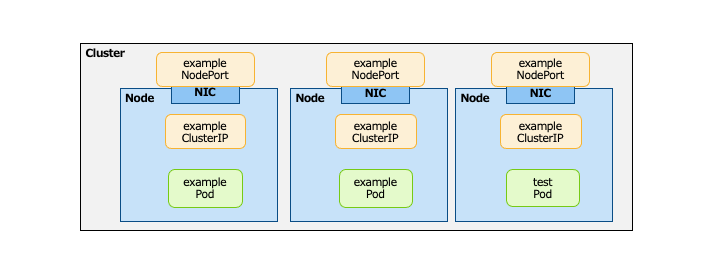 Cluster
example
NodePort
example
NodePort
example
NodePort
Node
NIC
Node
NIC
Node
NIC
example
ClusterIP
example
ClusterIP
example
ClusterIP
example
Pod
example
Pod
test
Pod